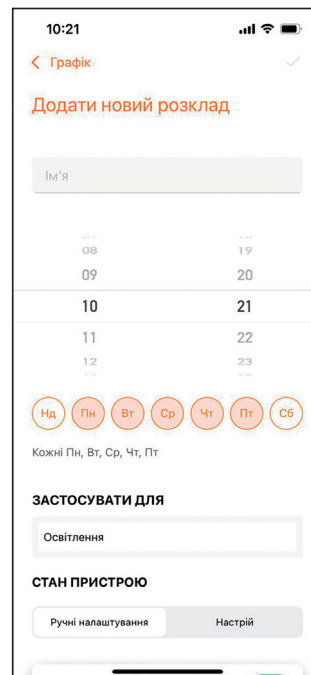 10:21
Графік
Додати новий розклад
Ім'я
08 19
09 20
10 21
11 22
12 23
Нд Пн Вт Ср Чт Пт Сб
Кожні Пн, Вт, Ср, Чт, Пт
ЗАСТОСУВАТИ ДЛЯ
Освітлення
СТАН ПРИСТРОЮ
Ручні налаштування Настрій